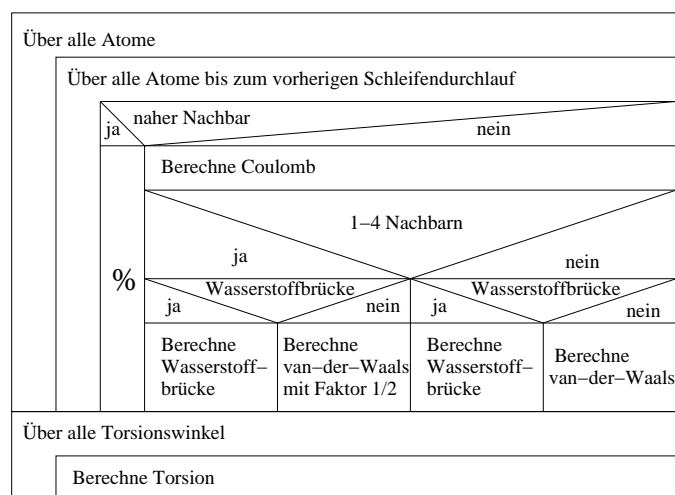 Über alle Atome
Über alle Atome bis zum vorherigen Schleifendurchlauf
naher Nachbar
ja
nein
Berechne Coulomb
1−4 Nachbarn
ja
nein
%
Wasserstoffbrücke
Wasserstoffbrücke
ja
nein
ja
nein
Berechne
Wasserstoff−
brücke
Berechne
van−der−Waals
mit Faktor 1/2
Berechne
Wasserstoff−
brücke
Berechne
van−der−Waals
Über alle Torsionswinkel
Berechne Torsion